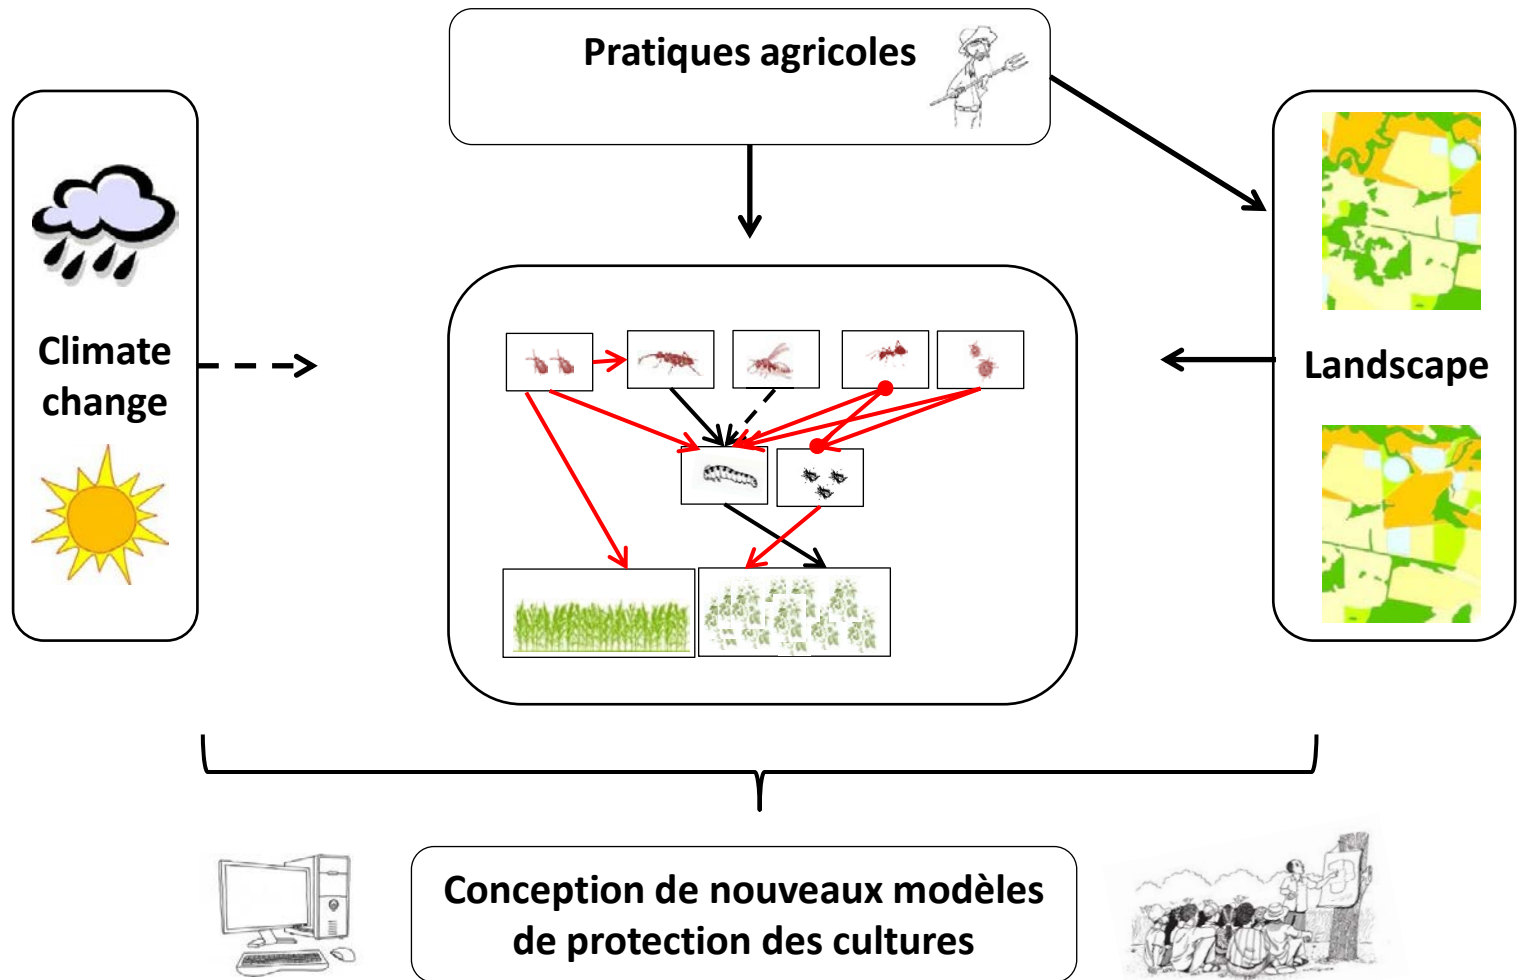 Pratiques agricoles
Climate
change
Landscape
Conception de nouveaux modèles
de protection des cultures